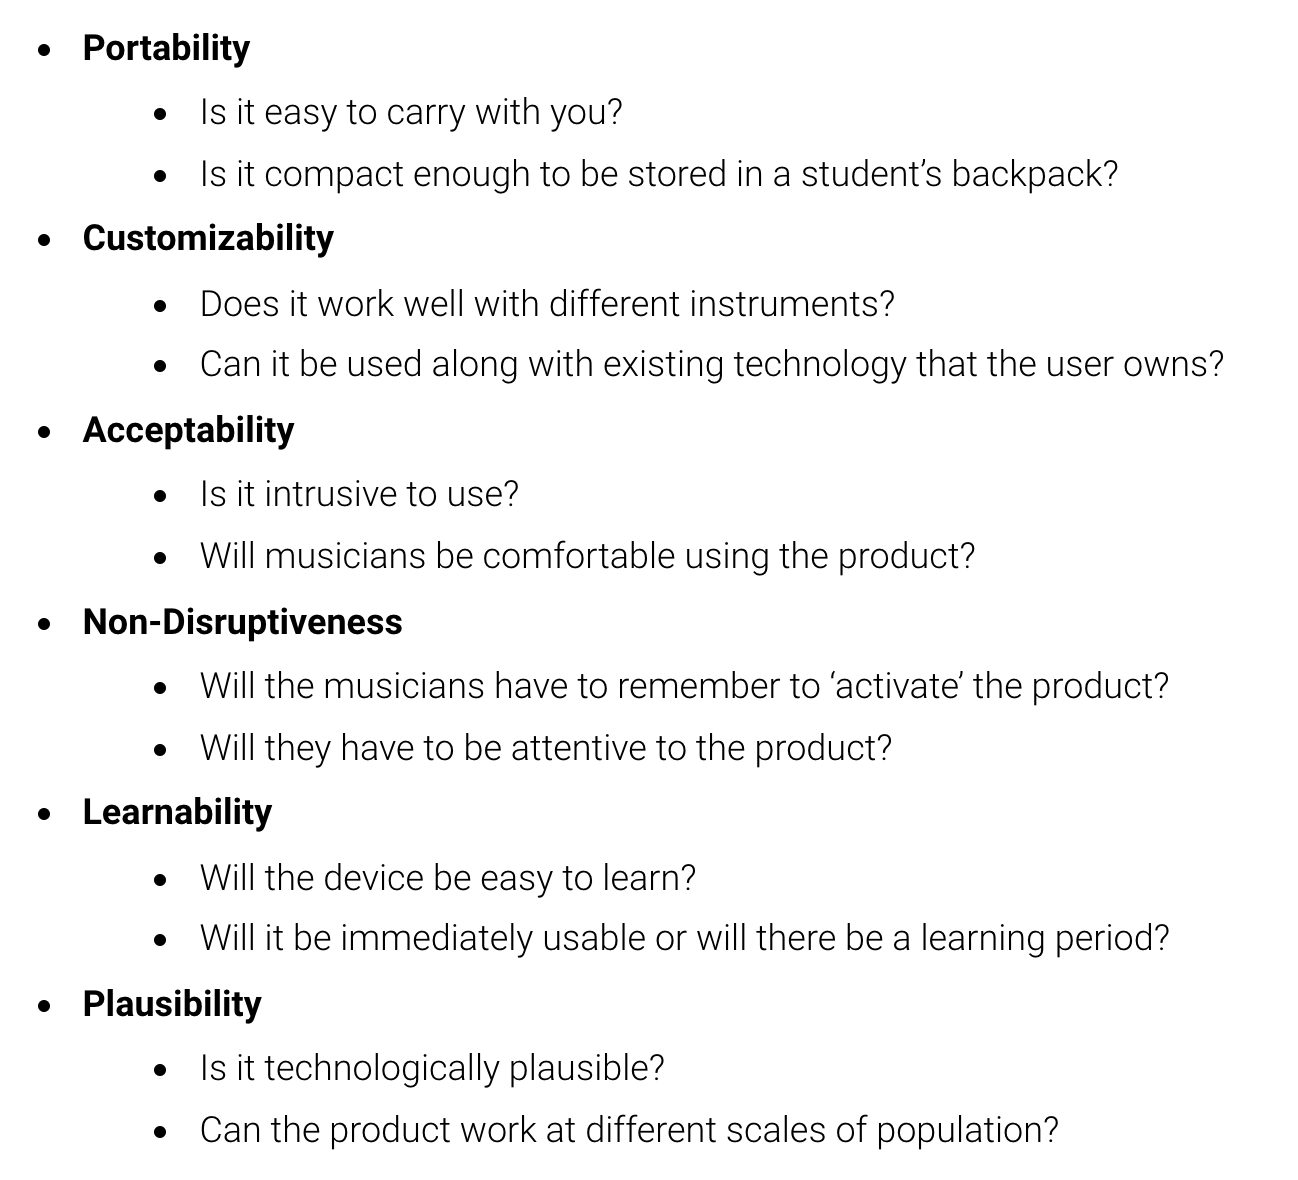 • Portability
• Is it easy to carry with you?
• Is it compact enough to be stored in a student’s backpack?
• Customizability
• Does it work well with different instruments?
• Can it be used along with existing technology that the user owns?
• Acceptability
• Is it intrusive to use?
• Will musicians be comfortable using the product?
• Non-Disruptiveness
• Will the musicians have to remember to ‘activate’ the product?
• Will they have to be attentive to the product?
• Learnability
• Will the device be easy to learn?
• Will it be immediately usable or will there be a learning period?
• Plausibility
• Is it technologically plausible?
• Can the product work at different scales of population?